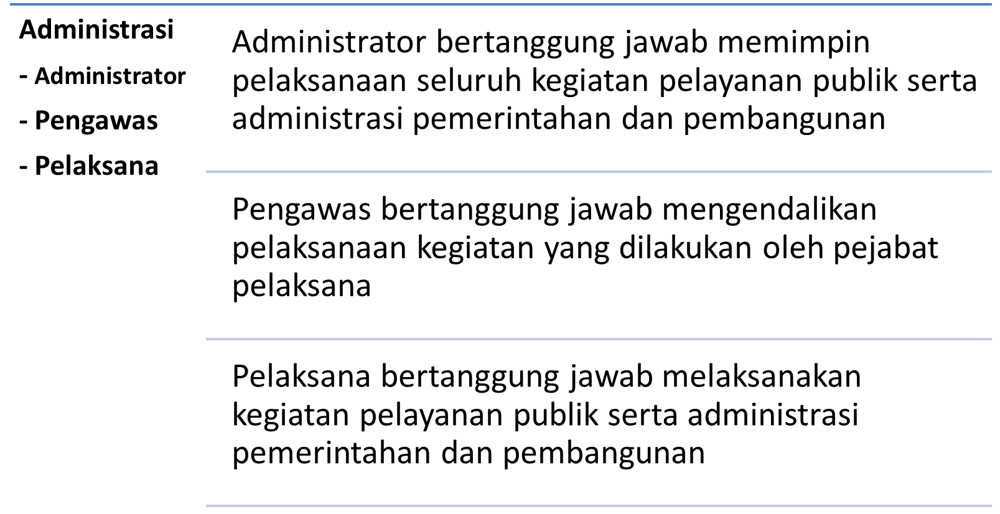 Administrasi
- Administrator
- Pengawas
- Pelaksana
Administrator bertanggung jawab memimpin
pelaksanaan seluruh kegiatan pelayanan publik serta
administrasi pemerintahan dan pembangunan
Pengawas bertanggung jawab mengendalikan
pelaksanaan kegiatan yang dilakukan oleh pejabat
pelaksana
Pelaksana bertanggung jawab melaksanakan
kegiatan pelayanan publik serta administrasi
pemerintahan dan pembangunan